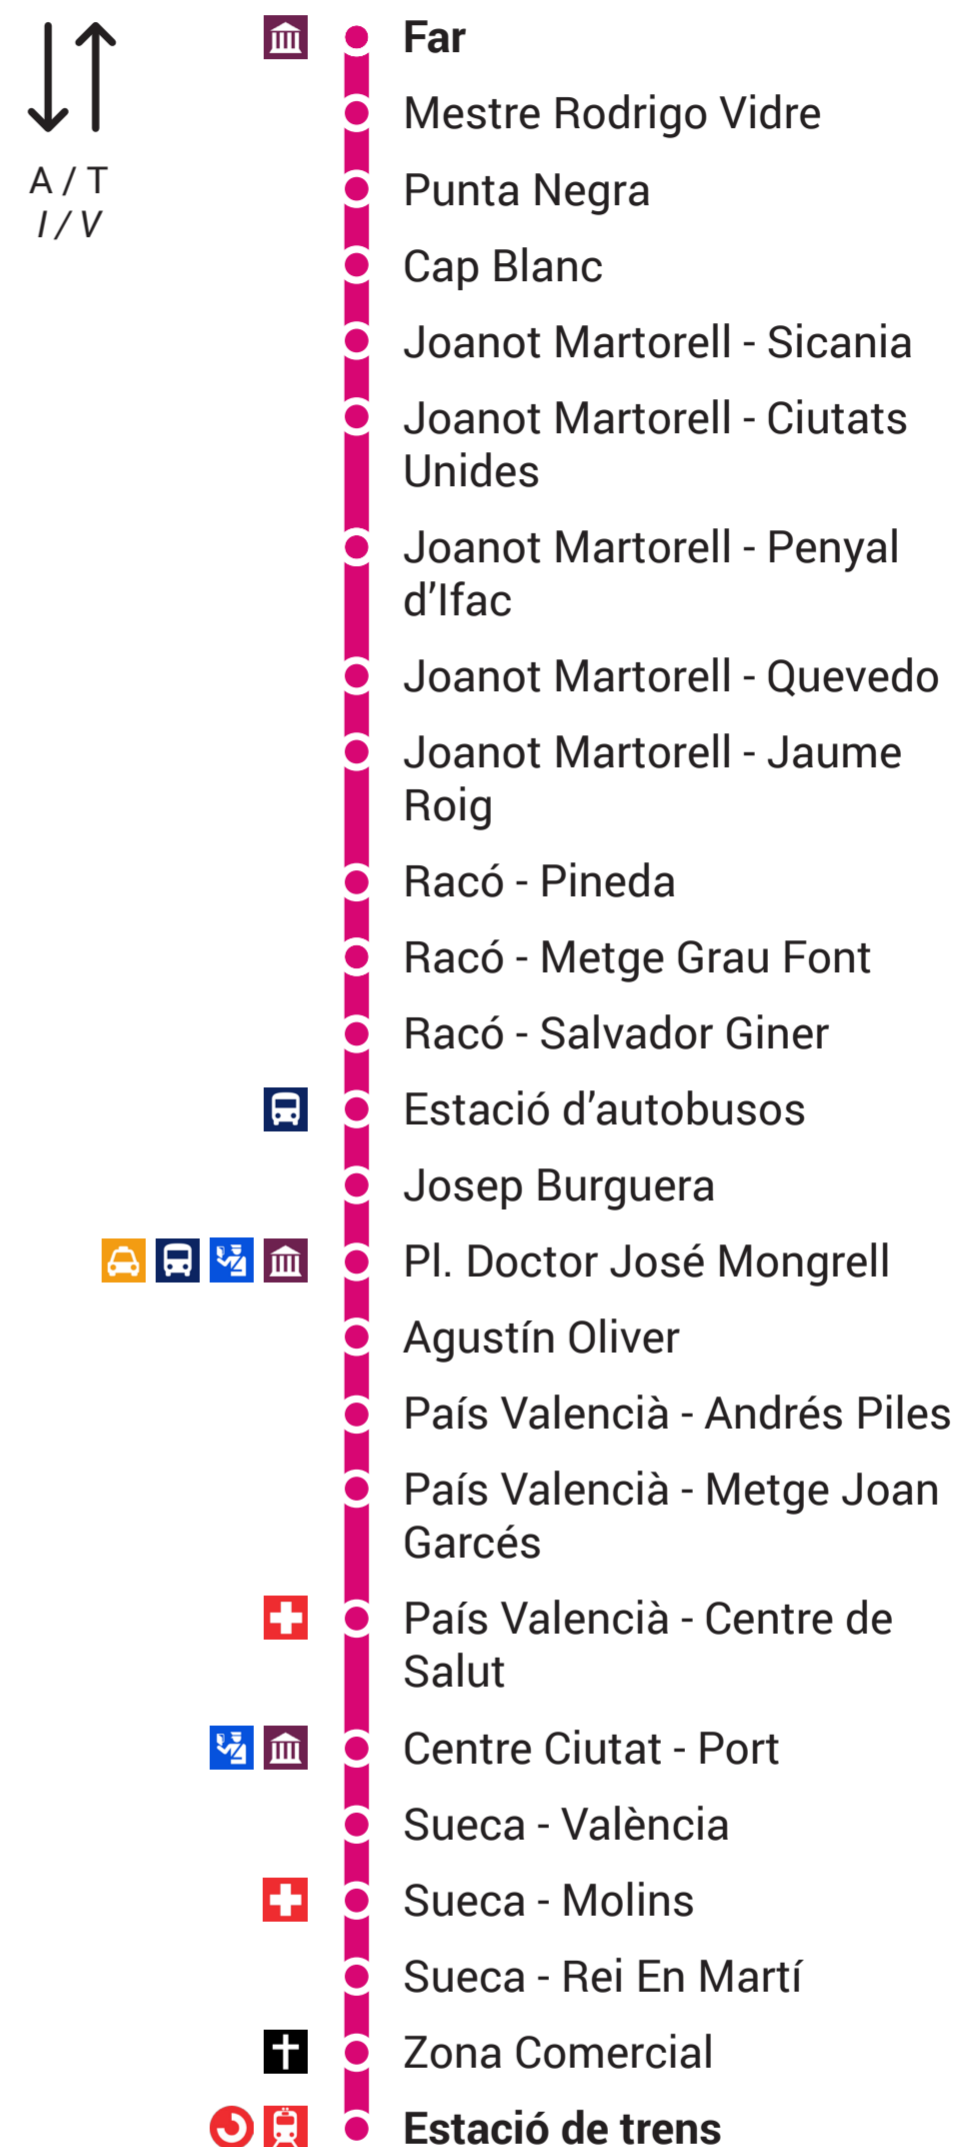 Far
A / T
I / V
Mestre Rodrigo Vidre
Punta Negra
Cap Blanc
Joanot Martorell - Sicania
Joanot Martorell - Ciutats
Unides
Joanot Martorell - Penyal
d’Ifac
Joanot Martorell - Quevedo
Joanot Martorell - Jaume
Roig
Racó - Pineda
Racó - Metge Grau Font
Racó - Salvador Giner
Estació d’autobusos
Josep Burguera
Pl. Doctor José Mongrell
Agustín Oliver
País Valencià - Andrés Piles
País Valencià - Metge Joan
Garcés
País Valencià - Centre de
Salut
Centre Ciutat - Port
Sueca - València
Sueca - Molins
Sueca - Rei En Martí
Zona Comercial
Estació de trens